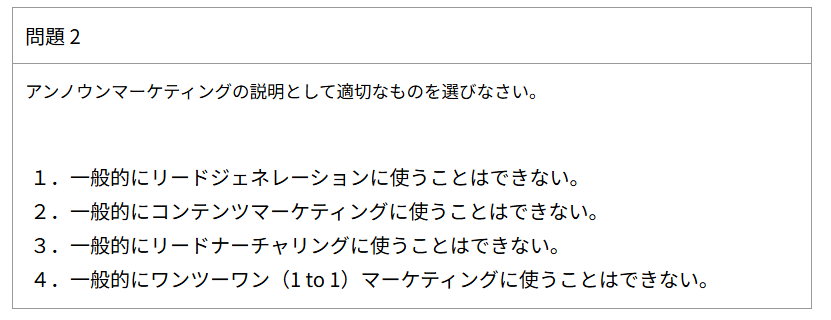 問題 2
アンノウンマーケティングの説明として適切なものを選びなさい。
１．一般的にリードジェネレーションに使うことはできない。
２．一般的にコンテンツマーケティングに使うことはできない。
３．一般的にリードナーチャリングに使うことはできない。
４．一般的にワンツーワン（1 to 1）マーケティングに使うことはできない。